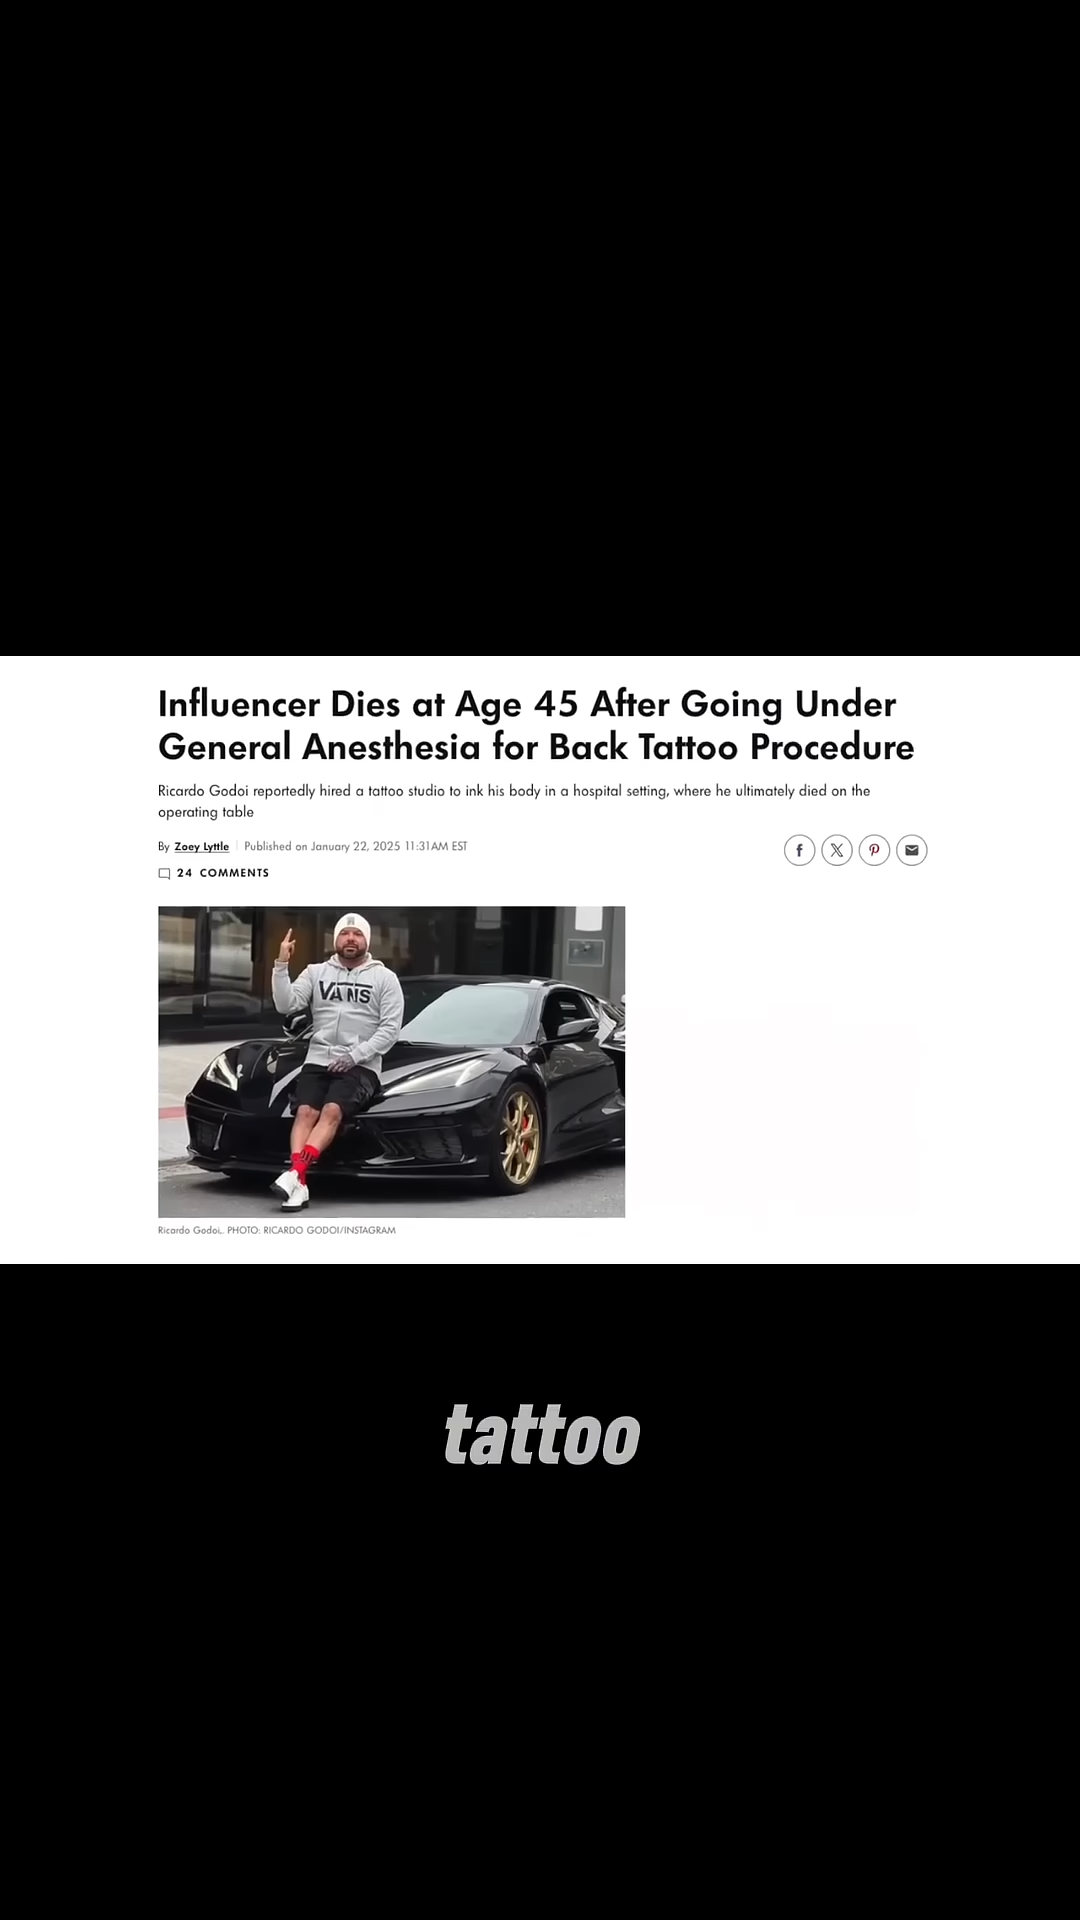 Influencer Dies at Age 45 After Going Under
General Anesthesia for Back Tattoo Procedure
Ricardo Godoi reportedly hired a tattoo studio to ink his body in a hospital setting, where he ultimately died on the
operating table
By Zoey Lyttle | Published on January 22, 2025 11:31AM EST
24 COMMENTS
VANS
Ricardo Godoi,. PHOTO: RICARDO GODOI/INSTAGRAM
tattoo